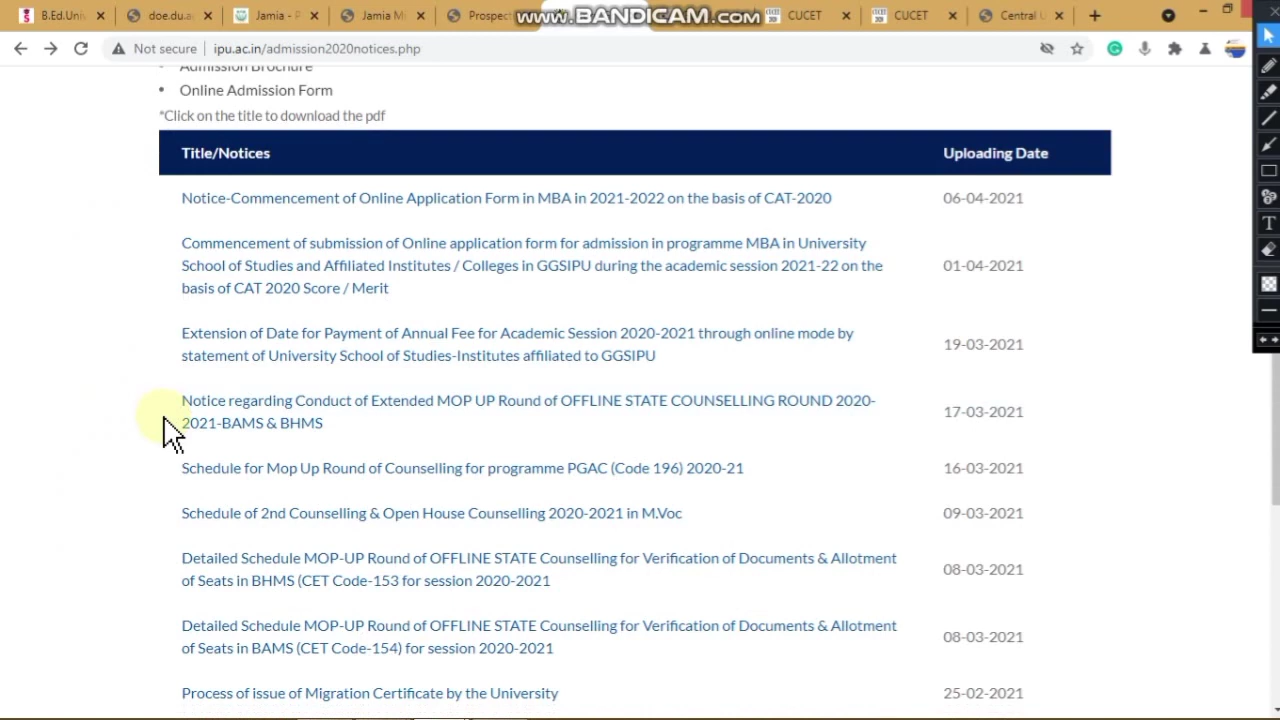 B.Ed.Univ
doe.du.a
Jamia - P
Jamia M
Prospect
www.BANDICAM.com
CUCET
CUCET
Central U
Not secure
ipu.ac.in/admission2020notices.php
Admission Brochure
Online Admission Form
*Click on the title to download the pdf
Title/Notices
Uploading Date
Notice-Commencement of Online Application Form in MBA in 2021-2022 on the basis of CAT-2020
06-04-2021
Commencement of submission of Online application form for admission in programme MBA in University
School of Studies and Affiliated Institutes / Colleges in GGSIPU during the academic session 2021-22 on the
basis of CAT 2020 Score / Merit
01-04-2021
Extension of Date for Payment of Annual Fee for Academic Session 2020-2021 through online mode by
statement of University School of Studies-Institutes affiliated to GGSIPU
19-03-2021
Notice regarding Conduct of Extended MOP UP Round of OFFLINE STATE COUNSELLING ROUND 2020-
2021-BAMS & BHMS
17-03-2021
Schedule for Mop Up Round of Counselling for programme PGAC (Code 196) 2020-21
16-03-2021
Schedule of 2nd Counselling & Open House Counselling 2020-2021 in M.Voc
09-03-2021
Detailed Schedule MOP-UP Round of OFFLINE STATE Counselling for Verification of Documents & Allotment
of Seats in BHMS (CET Code-153 for session 2020-2021
08-03-2021
Detailed Schedule MOP-UP Round of OFFLINE STATE Counselling for Verification of Documents & Allotment
of Seats in BAMS (CET Code-154) for session 2020-2021
08-03-2021
Process of issue of Migration Certificate by the University
25-02-2021